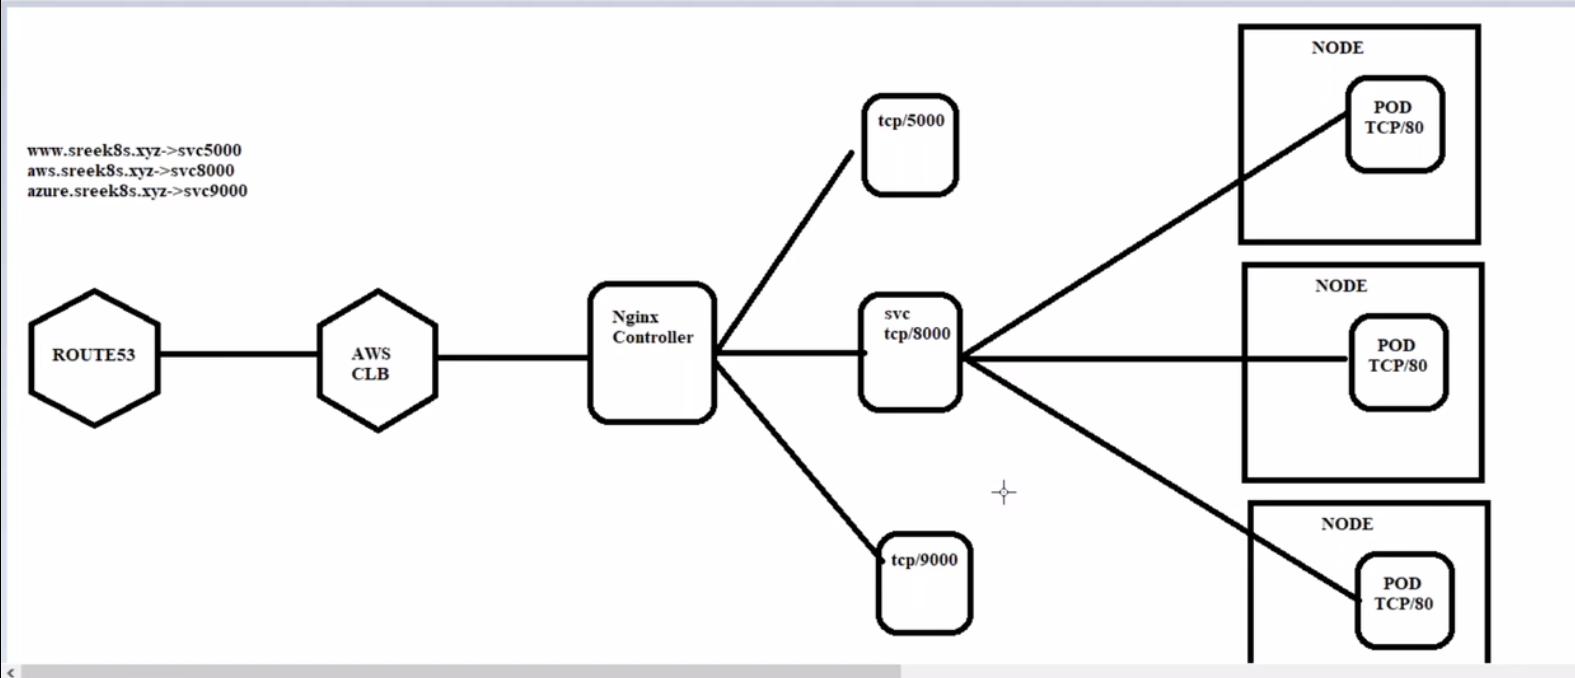 www.sreek8s.xyz->svc5000
aws.sreek8s.xyz->svc8000
azure.sreek8s.xyz->svc9000
ROUTE53
AWS
CLB
Nginx
Controller
tcp/5000
svc
tcp/8000
tcp/9000
NODE
POD
TCP/80
NODE
POD
TCP/80
NODE
POD
TCP/80